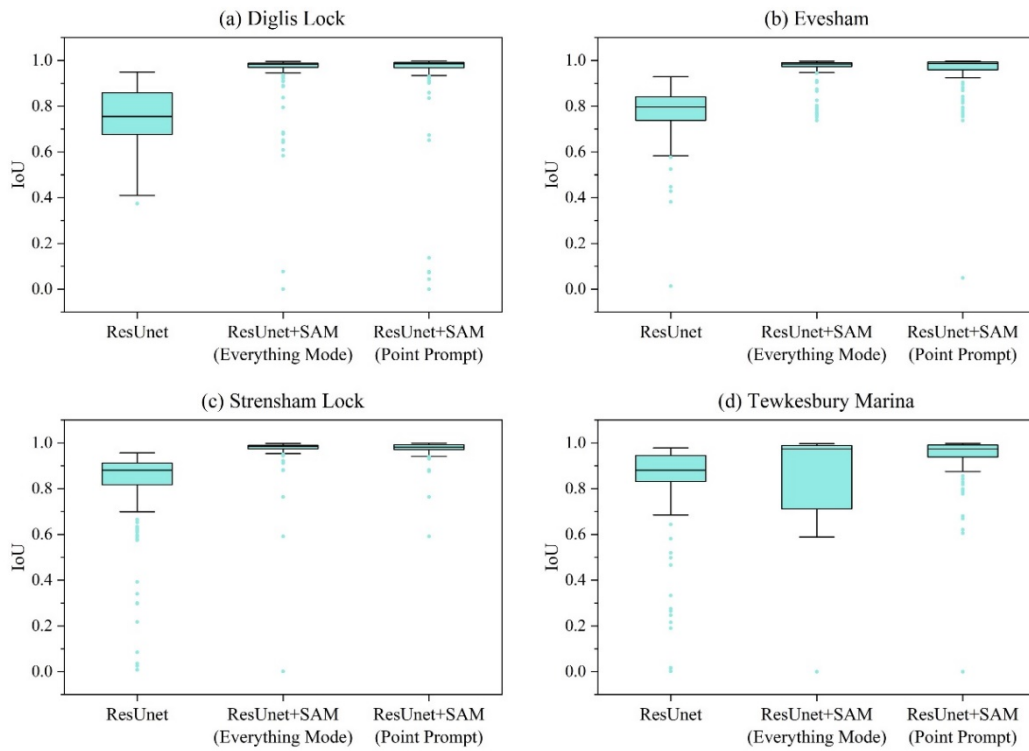 (a) Diglis Lock
1.0
0.8
0.6
0.4
0.2
0.0
IoU
ResUnet
ResUnet+SAM
(Everything Mode)
ResUnet+SAM
(Point Prompt)
(b) Evesham
1.0
0.8
0.6
0.4
0.2
0.0
IoU
ResUnet
ResUnet+SAM
(Everything Mode)
ResUnet+SAM
(Point Prompt)
(c) Strensham Lock
1.0
0.8
0.6
0.4
0.2
0.0
IoU
ResUnet
ResUnet+SAM
(Everything Mode)
ResUnet+SAM
(Point Prompt)
(d) Tewkesbury Marina
1.0
0.8
0.6
0.4
0.2
0.0
IoU
ResUnet
ResUnet+SAM
(Everything Mode)
ResUnet+SAM
(Point Prompt)